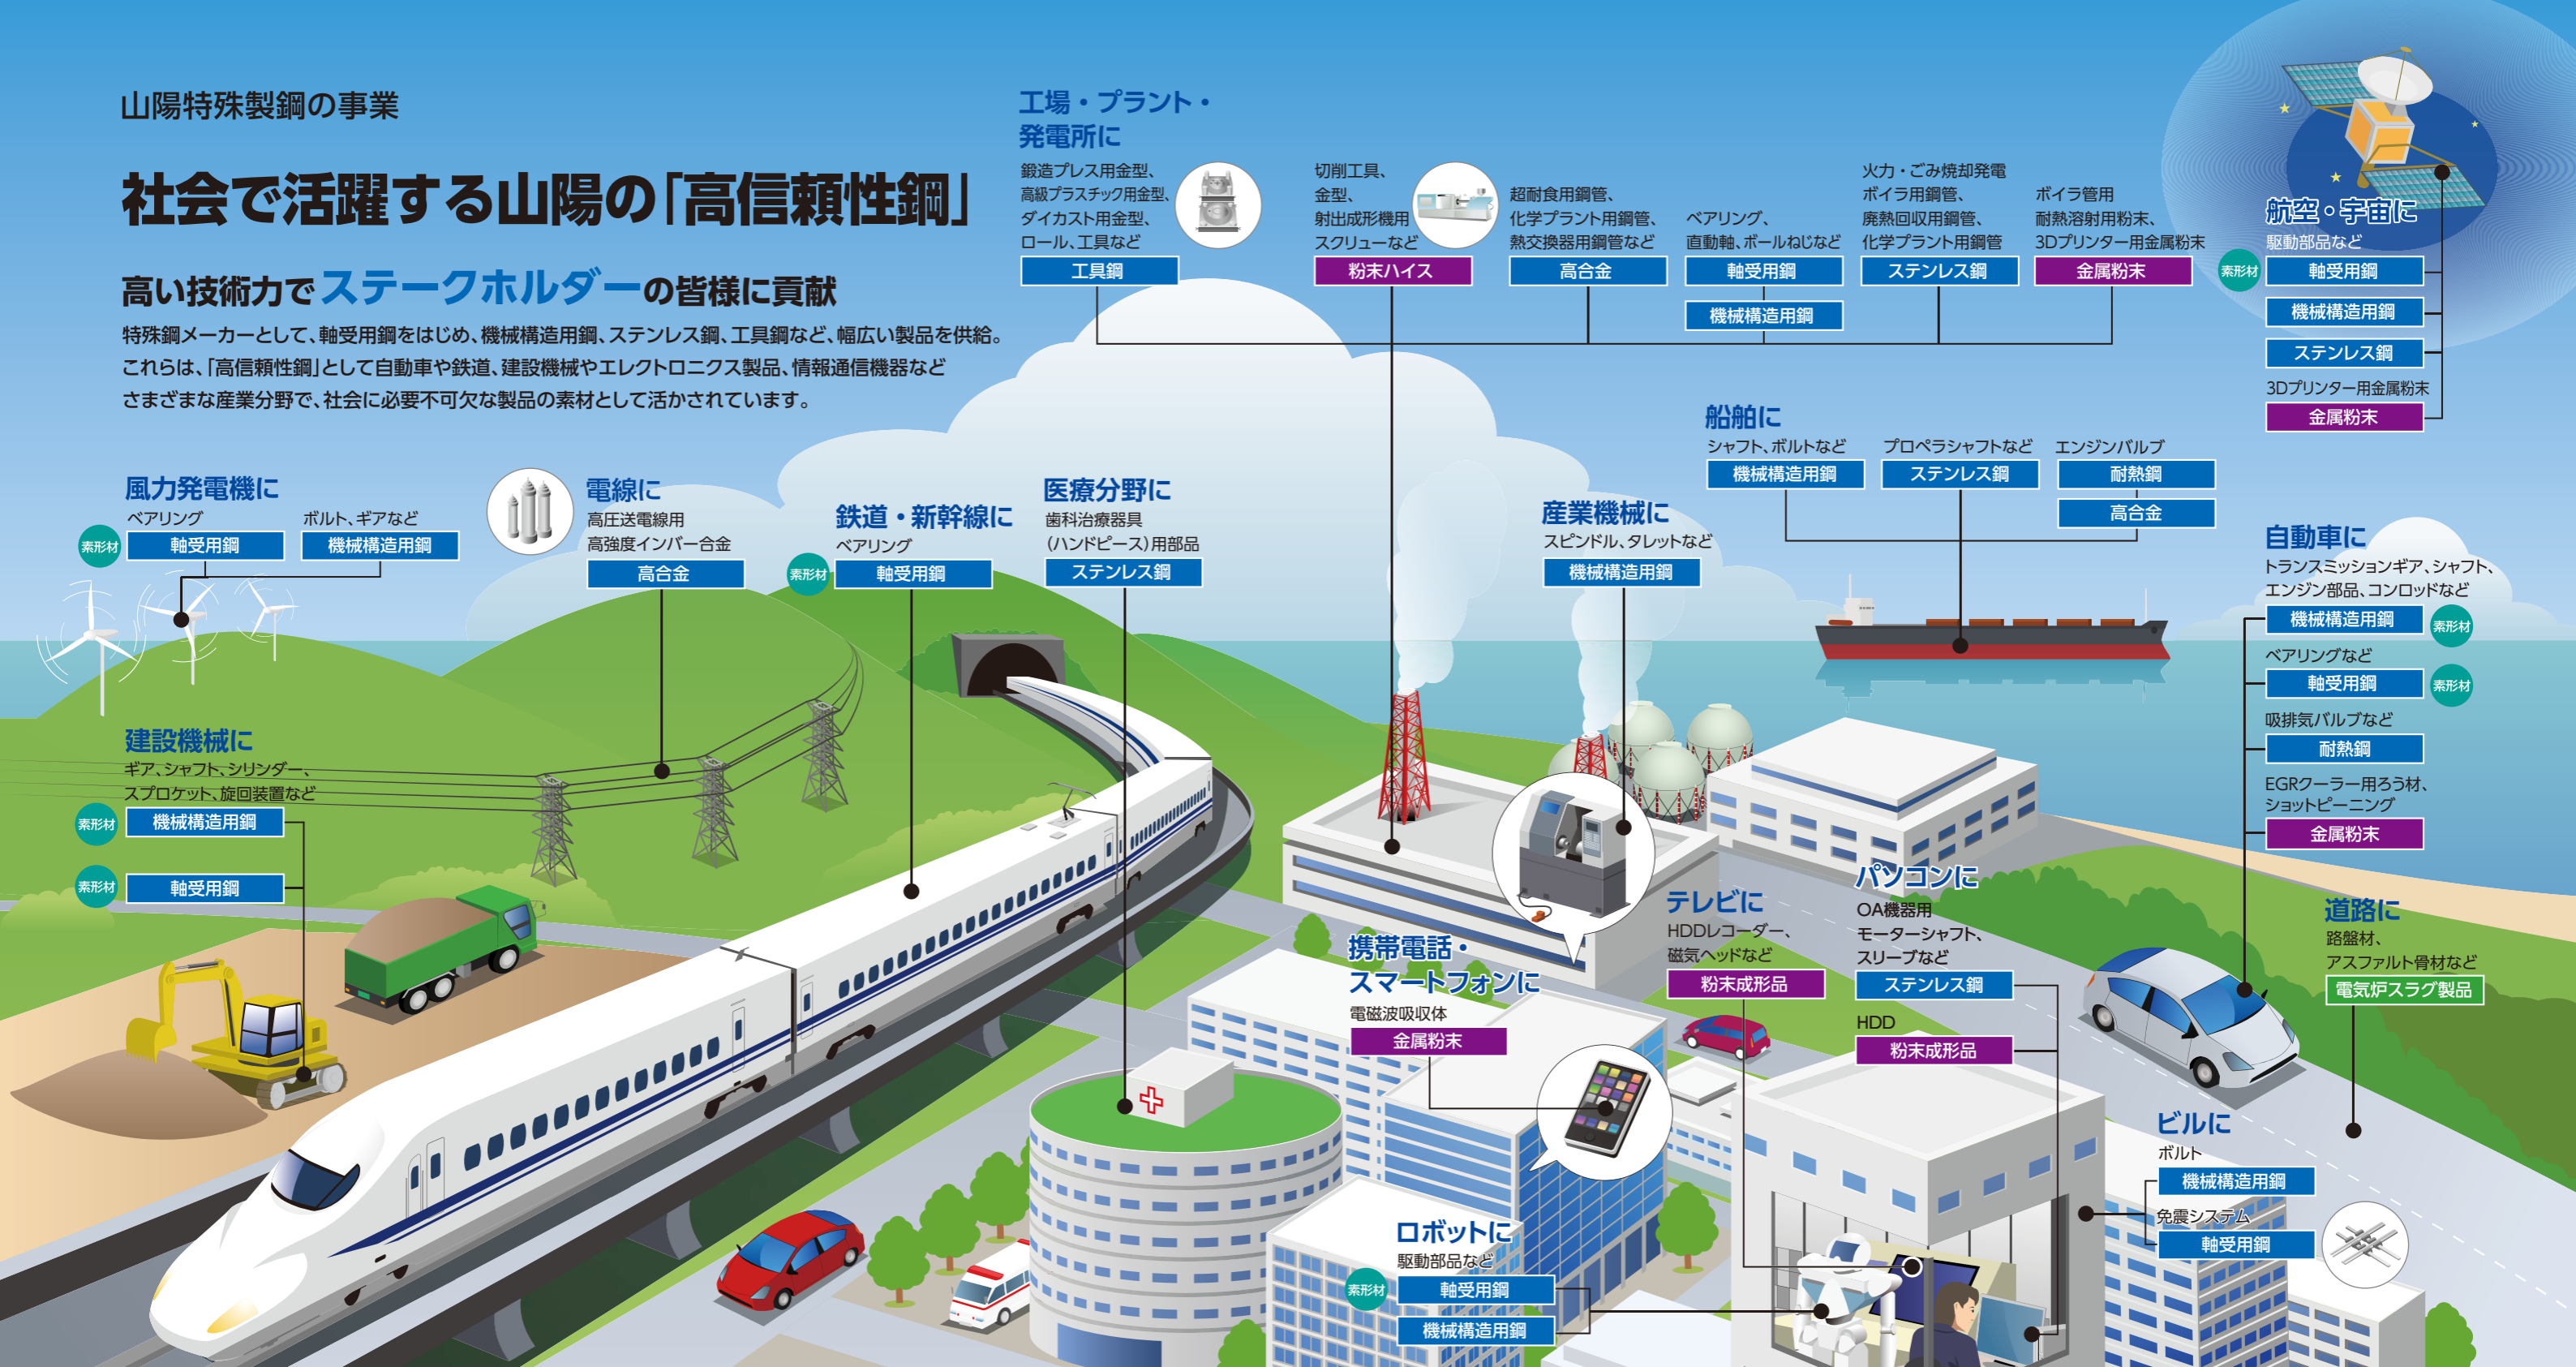 山陽特殊製鋼の事業
社会で活躍する山陽の「高信頼性鋼」
高い技術力でステークホルダーの皆様に貢献
特殊鋼メーカーとして、軸受用鋼をはじめ、機械構造用鋼、ステンレス鋼、工具鋼など、幅広い製品を供給。
これらは、「高信頼性鋼」として自動車や鉄道、建設機械やエレクトロニクス製品、情報通信機器など
さまざまな産業分野で、社会に必要不可欠な製品の素材として活かされています。
工場・プラント・
発電所に
鍛造プレス用金型、
高級プラスチック用金型、
ダイカスト用金型、
ロール、工具など
工具鋼
切削工具、
金型、
射出成形機用
スクリューなど
粉末ハイス
超耐食用鋼管、
化学プラント用鋼管、
熱交換器用鋼管など
高合金
ベアリング、
直動軸、ボールねじなど
軸受用鋼
機械構造用鋼
火力・ごみ焼却発電
ボイラ用鋼管、
廃熱回収用鋼管、
化学プラント用鋼管
ステンレス鋼
ボイラ管用
耐熱溶射用粉末、
3Dプリンター用金属粉末
金属粉末
航空・宇宙に
駆動部品など
素形材
軸受用鋼
機械構造用鋼
ステンレス鋼
3Dプリンター用金属粉末
金属粉末
船舶に
シャフト、ボルトなど
機械構造用鋼
プロペラシャフトなど
ステンレス鋼
エンジンバルブ
耐熱鋼
高合金
風力発電機に
ベアリング
素形材
軸受用鋼
ボルト、ギアなど
機械構造用鋼
電線に
高圧送電線用
高強度インバー合金
高合金
鉄道・新幹線に
ベアリング
素形材
軸受用鋼
医療分野に
歯科治療器具
(ハンドピース)用部品
ステンレス鋼
産業機械に
スピンドル、タレットなど
機械構造用鋼
自動車に
トランスミッションギア、シャフト、
エンジン部品、コンロッドなど
機械構造用鋼
素形材
ベアリングなど
軸受用鋼
素形材
吸排気バルブなど
耐熱鋼
EGRクーラー用ろう材、
ショットピーニング
金属粉末
建設機械に
ギア、シャフト、シリンダー、
スプロケット、旋回装置など
素形材
機械構造用鋼
素形材
軸受用鋼
携帯電話・
スマートフォンに
電磁波吸収体
金属粉末
テレビに
HDDレコーダー、
磁気ヘッドなど
粉末成形品
パソコンに
OA機器用
モーターシャフト、
スリーブなど
ステンレス鋼
HDD
粉末成形品
道路に
路盤材、
アスファルト骨材など
電気炉スラグ製品
ビルに
ボルト
機械構造用鋼
免震システム
軸受用鋼
ロボットに
駆動部品など
素形材
軸受用鋼
機械構造用鋼